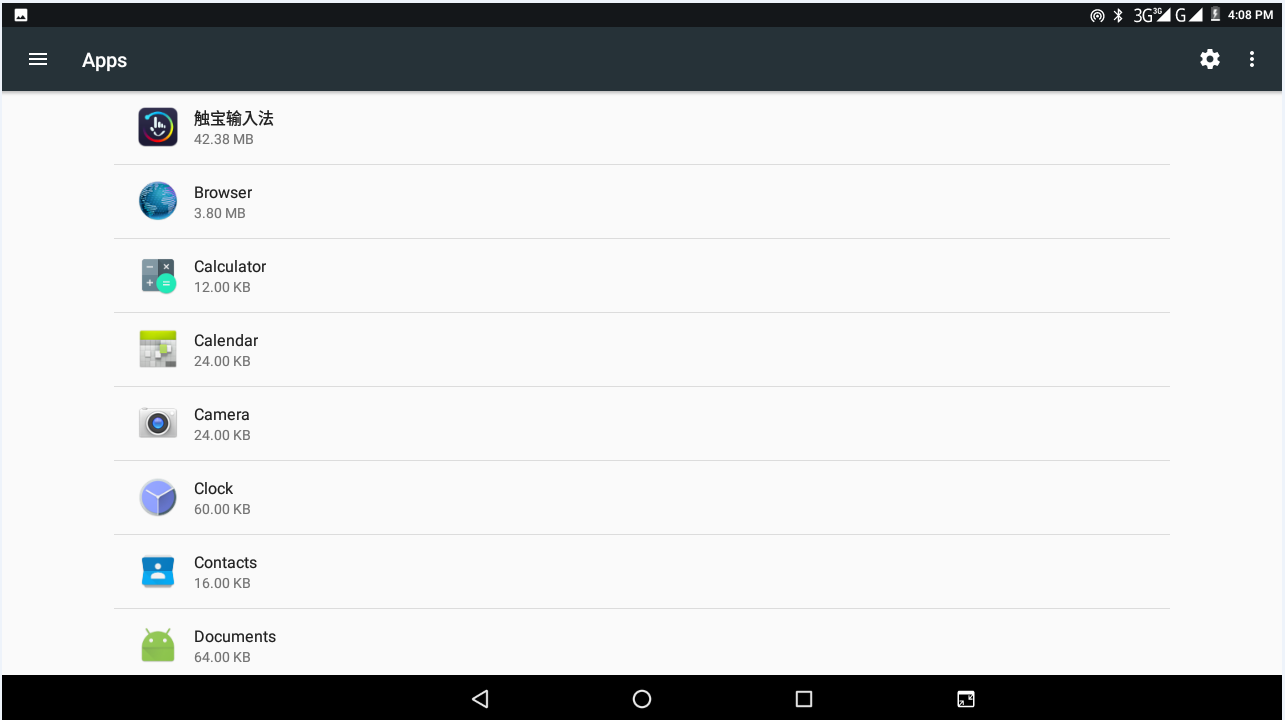 3G 3G G 4:08 PM
Apps
触宝输入法
42.38 MB
Browser
3.80 MB
Calculator
12.00 KB
Calendar
24.00 KB
Camera
24.00 KB
Clock
60.00 KB
Contacts
16.00 KB
Documents
64.00 KB